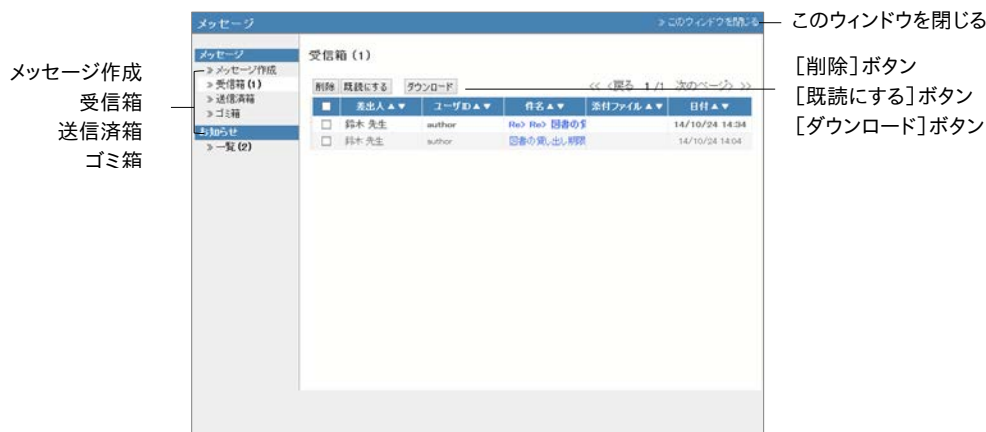 メッセージ
» このウィンドウを閉じる
このウィンドウを閉じる
メッセージ
» メッセージ作成
» 受信箱 (1)
» 送信済箱
» ゴミ箱
お知らせ
» 一覧 (2)
メッセージ作成
受信箱
送信済箱
ゴミ箱
受信箱 (1)
削除 既読にする ダウンロード
<< <戻る 1 /1 次のページ> >>
差出人▲▼ ユーザID▲▼ 件名▲▼ 添付ファイル▲▼ 日付▲▼
鈴木 先生 author Re> Re> 図書の 14/10/24 14:34
鈴木 先生 author 図書の貸し出し期限 14/10/24 14:04
［削除］ボタン
［既読にする］ボタン
［ダウンロード］ボタン